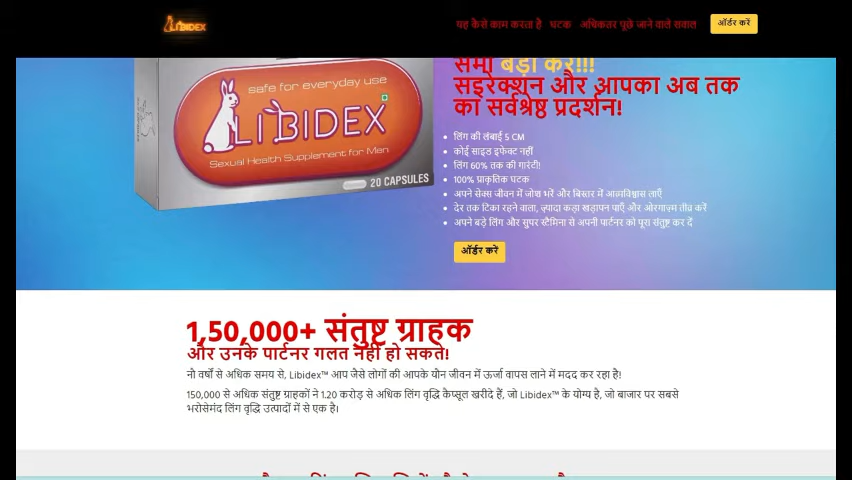 LIBIDEX
यह कैसे काम करता है घटक अधिकतर पूछे जाने वाले सवाल ऑर्डर करें
बड़ा करें!!!
सइरेक्शन और आपका अब तक
का सर्वश्रेष्ठ प्रदर्शन!
safe for everyday use
LIBIDEX
Sexual Health Supplement for Men
20 CAPSULES
लिंग की लंबाई 5 CM
कोई साइड इफेक्ट नहीं
लिंग 60% तक की गारंटी!
100% प्राकृतिक घटक
अपने सेक्स जीवन में जोश भरें और बिस्तर में आत्मविश्वास लाएँ
देर तक टिका रहने वाला, ज़्यादा कड़ा खड़ापन पाएँ और ओरगाज़्म तीव्र करें
अपने बड़े लिंग और सुपर स्टैमिना से अपनी पार्टनर को पूरा संतुष्ट कर दें
ऑर्डर करें
1,50,000+ संतुष्ट ग्राहक
और उनके पार्टनर गलत नहीं हो सकते!
नौ वर्षों से अधिक समय से, Libidex™ आप जैसे लोगों की आपके यौन जीवन में ऊर्जा वापस लाने में मदद कर रहा है!
150,000 से अधिक संतुष्ट ग्राहकों ने 1.20 करोड़ से अधिक लिंग वृद्धि कैप्सूल खरीदे हैं, जो Libidex™ के योग्य है, जो बाजार पर सबसे
भरोसेमंद लिंग वृद्धि उत्पादों में से एक है।